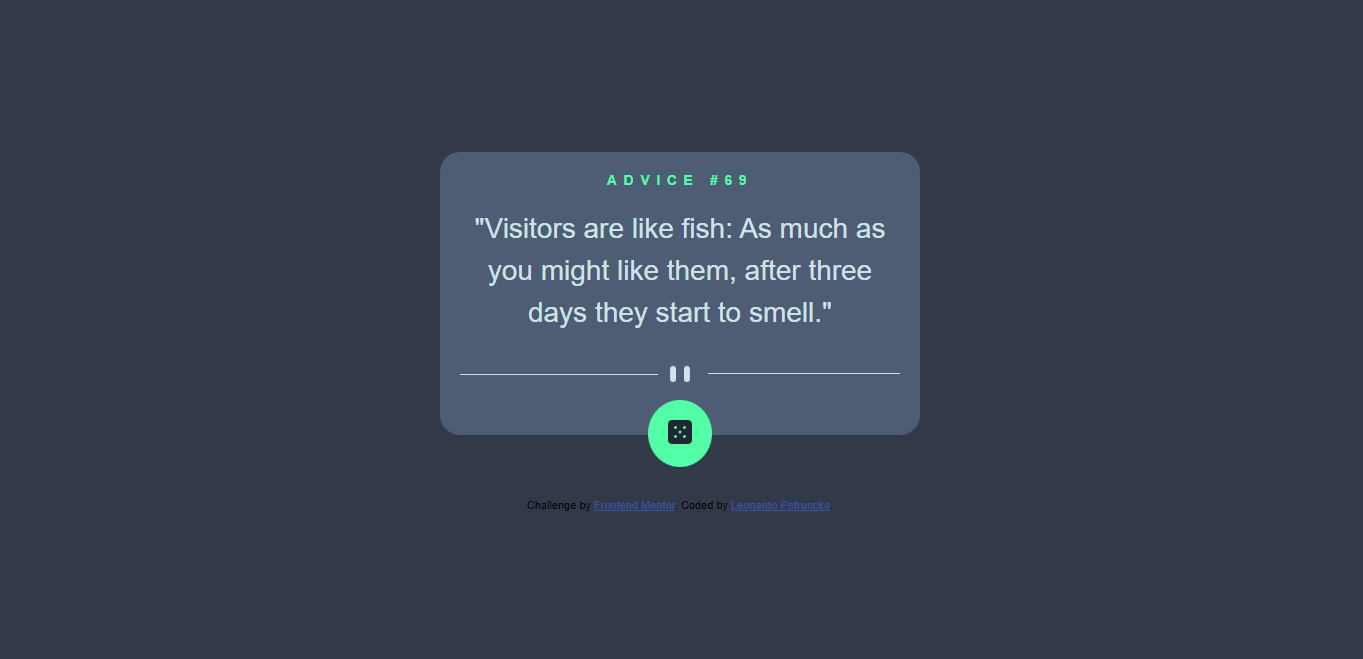 ADVICE #69
"Visitors are like fish: As much as
you might like them, after three
days they start to smell."
Challenge by Frontend Mentor. Coded by Leonardo Petruncko.